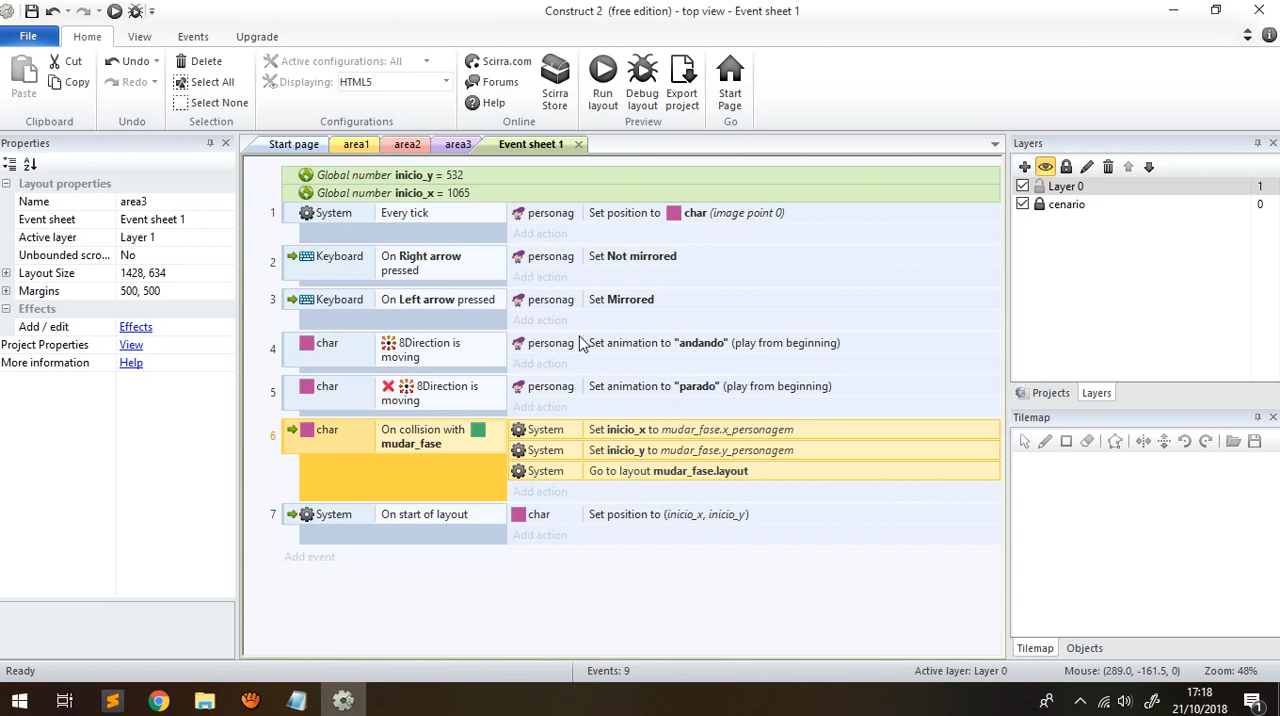 Construct 2 (free edition) - top view - Event sheet 1
File Home View Events Upgrade
Paste
Cut
Copy
Clipboard
Undo
Redo
Undo
Delete
Select All
Select None
Selection
Active configurations: All
Displaying: HTML5
Configurations
Scirra.com
Forums
Help
Scirra Store
Online
Run layout
Debug layout
Export project
Preview
Start Page
Go
Properties
Layout properties
Name area3
Event sheet Event sheet 1
Active layer Layer 1
Unbounded scro... No
Layout Size 1428, 634
Margins 500, 500
Effects
Add / edit Effects
Project Properties View
More information Help
Start page area1 area2 area3 Event sheet 1
Global number inicio_y = 532
Global number inicio_x = 1065
1 System Every tick personag Set position to char (image point 0)
Add action
2 Keyboard On Right arrow pressed personag Set Not mirrored
Add action
3 Keyboard On Left arrow pressed personag Set Mirrored
Add action
4 char 8Direction is moving personag Set animation to "andando" (play from beginning)
Add action
5 char 8Direction is moving personag Set animation to "parado" (play from beginning)
Add action
6 char On collision with mudar_fase System Set inicio_x to mudar_fase.x_personagem
System Set inicio_y to mudar_fase.y_personagem
System Go to layout mudar_fase.layout
Add action
7 System On start of layout char Set position to (inicio_x, inicio_y)
Add action
Add event
Layers
Layer 0 1
cenario 0
Projects Layers
Tilemap
Tilemap Objects
Ready Events: 9 Active layer: Layer 0 Mouse: (289.0, -161.5, 0) Zoom: 48%
17:18
21/10/2018
1